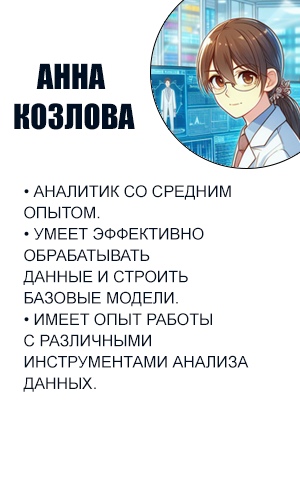 АННА
КОЗЛОВА
• АНАЛИТИК СО СРЕДНИМ
ОПЫТОМ.
• УМЕЕТ ЭФФЕКТИВНО
ОБРАБАТЫВАТЬ
ДАННЫЕ И СТРОИТЬ
БАЗОВЫЕ МОДЕЛИ.
• ИМЕЕТ ОПЫТ РАБОТЫ
С РАЗЛИЧНЫМИ
ИНСТРУМЕНТАМИ АНАЛИЗА
ДАННЫХ.